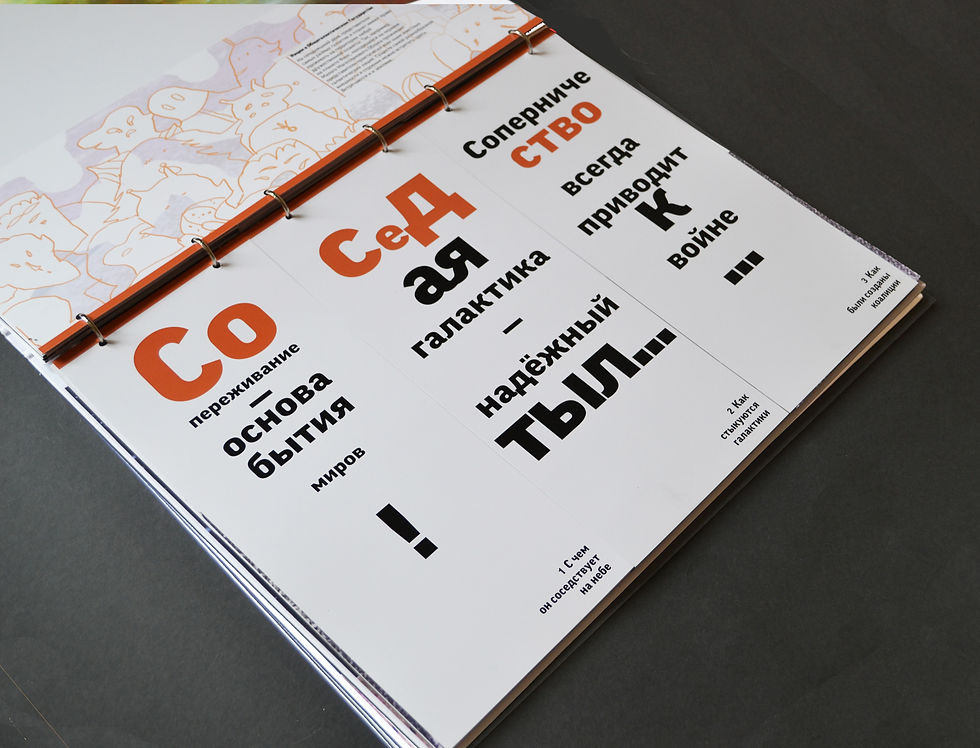 Со
переживание
—
основа
бытия
миров
!
1 С чем
он соседствует
на небе
СеД
ая
галактика
—
надёжный
тыл...
2 Как
стыкуются
галактики
Соперниче
ство
всегда
приводит
к
войне
...
3 Как
были созданы
коалиции